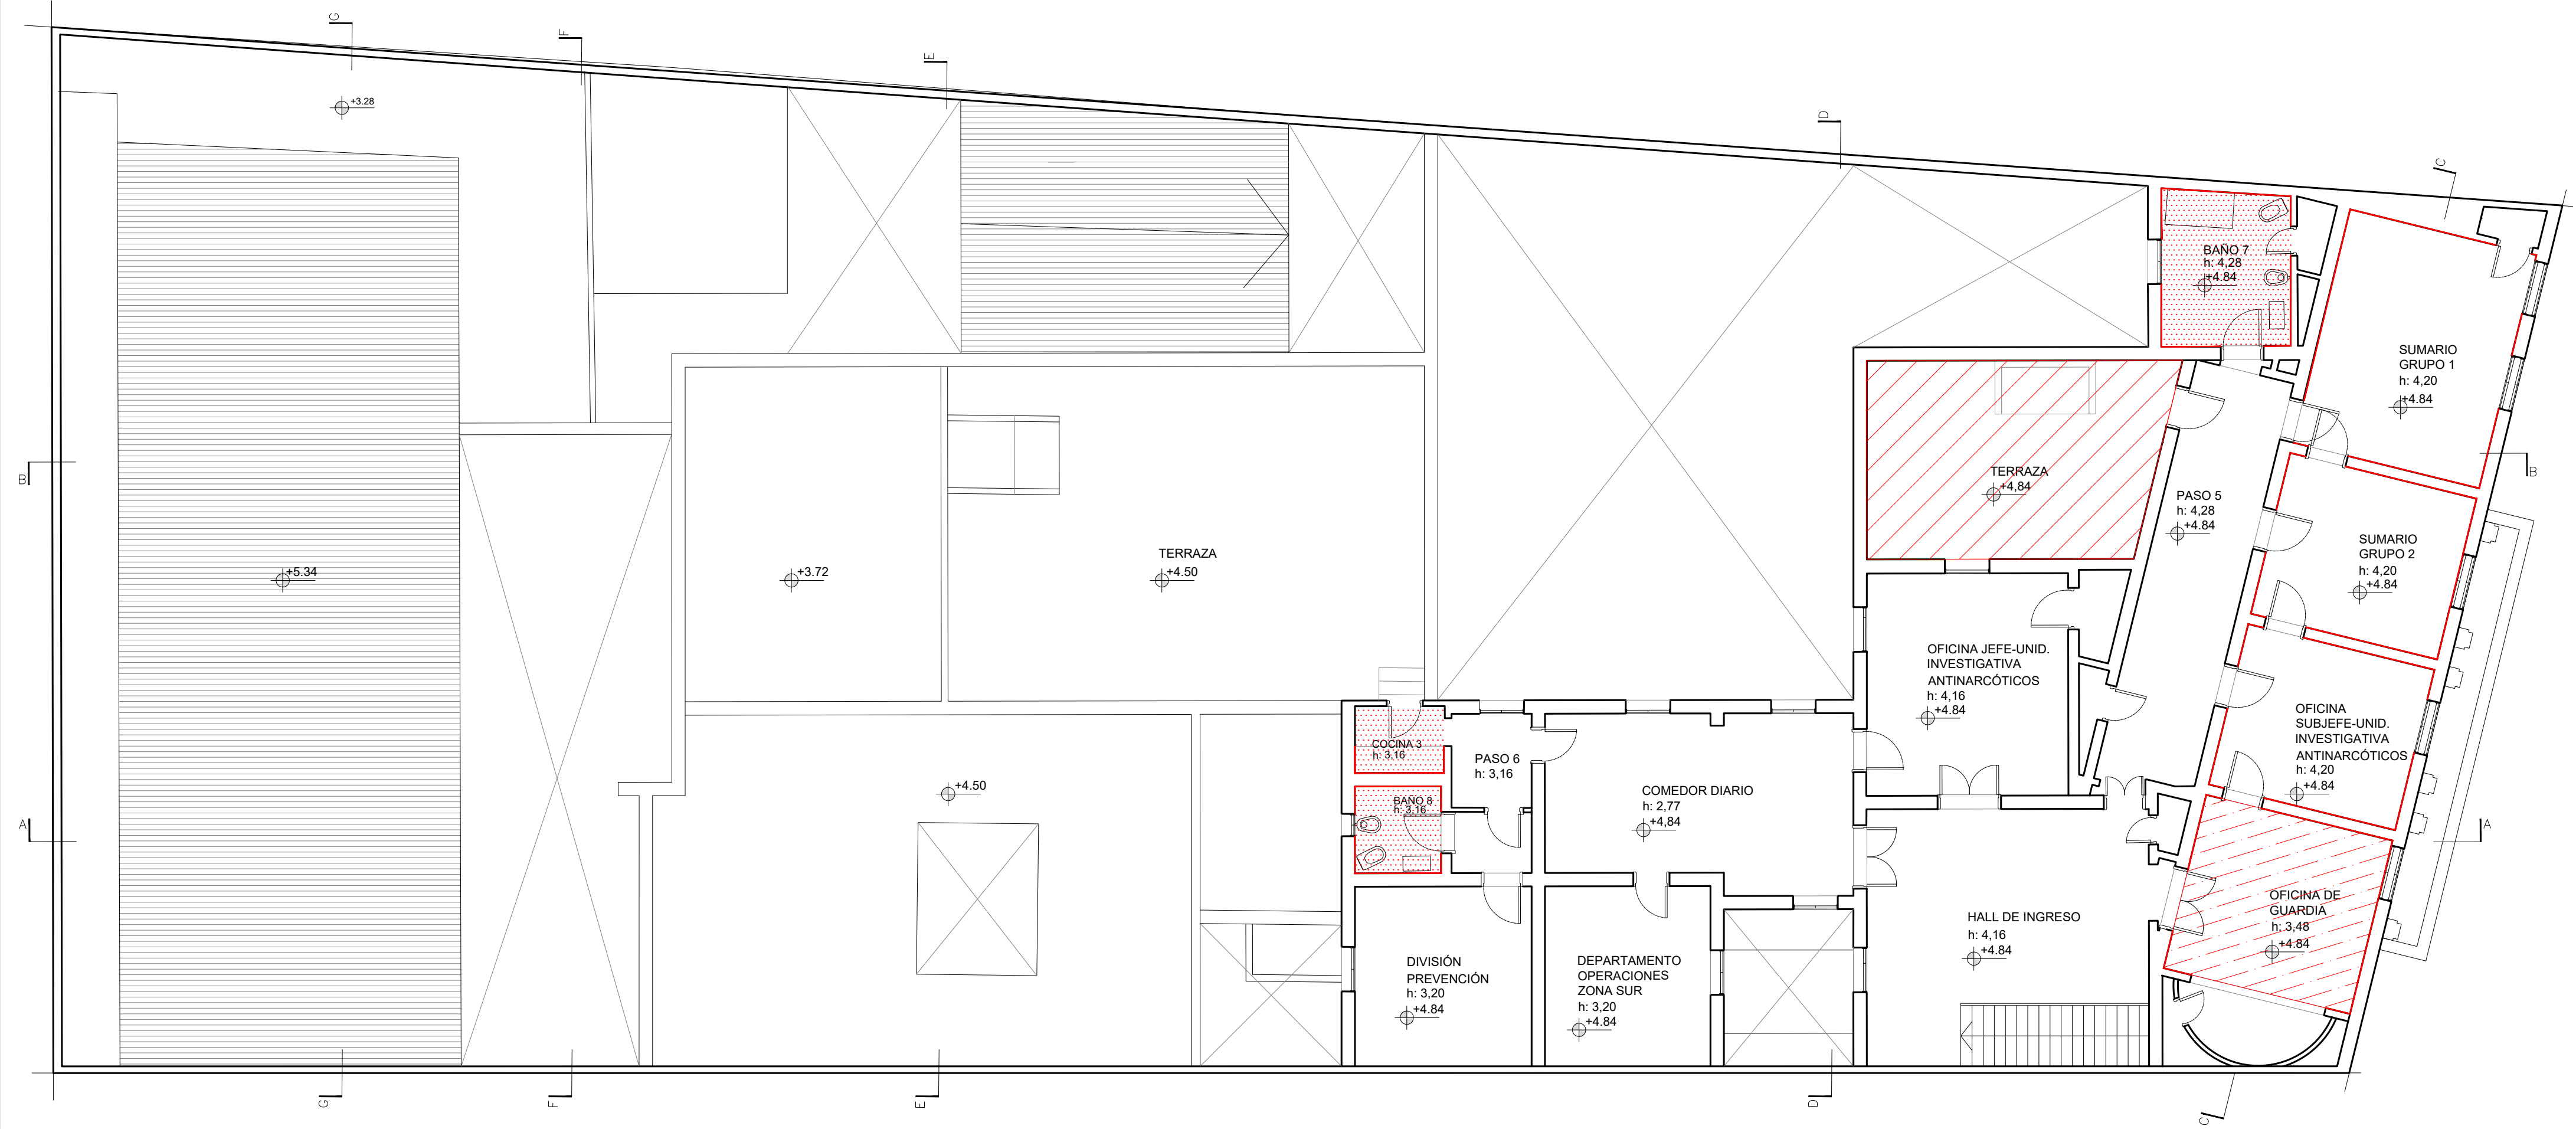 G
F
E
D
C
+3.28
BAÑO 7
h: 4,28
+4.84
SUMARIO
GRUPO 1
h: 4,20
+4.84
B
TERRAZA
+4,84
B
PASO 5
h: 4,28
+4.84
SUMARIO
GRUPO 2
h: 4,20
+4.84
+5.34
+3.72
TERRAZA
+4.50
OFICINA JEFE-UNID.
INVESTIGATIVA
ANTINARCÓTICOS
h: 4,16
+4.84
OFICINA
SUBJEFE-UNID.
INVESTIGATIVA
ANTINARCÓTICOS
h: 4,20
+4.84
COCINA 3
h: 3,16
PASO 6
h: 3,16
+4.50
BAÑO 8
h: 3,16
COMEDOR DIARIO
h: 2,77
+4,84
A
A
OFICINA DE
GUARDIA
h: 3,48
+4.84
HALL DE INGRESO
h: 4,16
+4.84
DIVISIÓN
PREVENCIÓN
h: 3,20
+4.84
DEPARTAMENTO
OPERACIONES
ZONA SUR
h: 3,20
+4.84
G
F
E
D
C